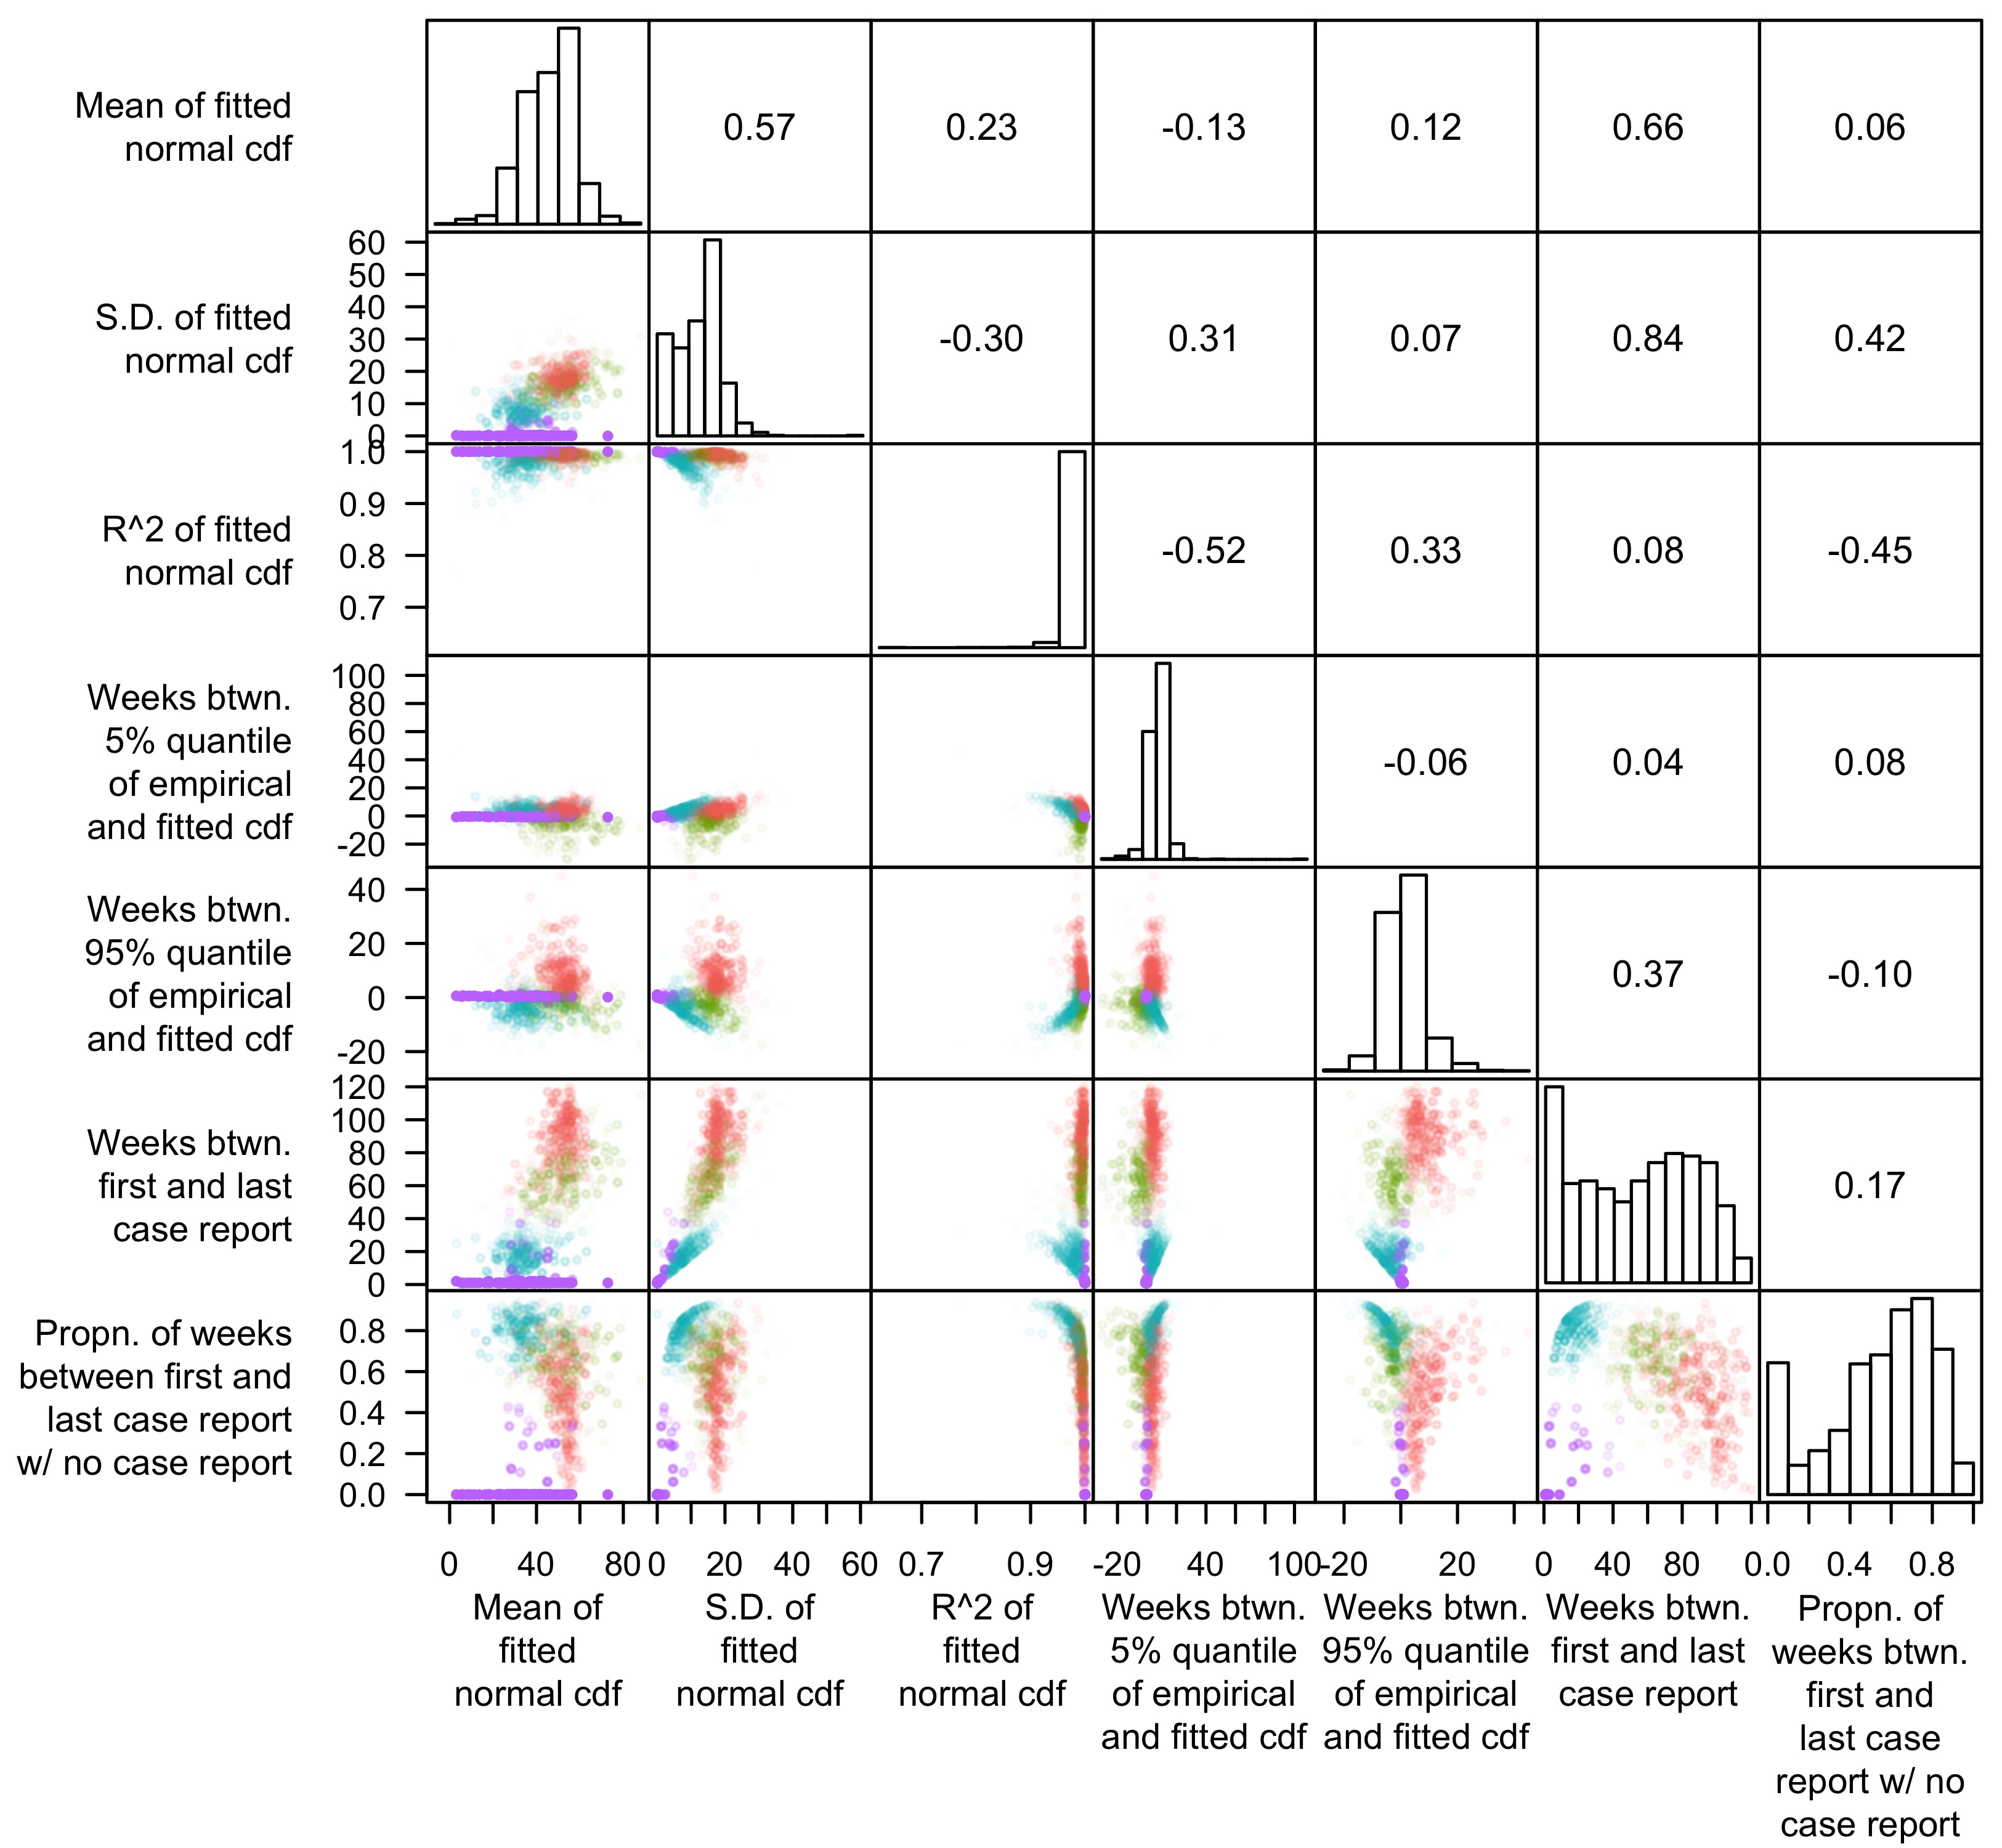 Mean of fitted
normal cdf
0.57 0.23 -0.13 0.12 0.66 0.06
S.D. of fitted
normal cdf
60
50
40
30
20
10
0
-0.30 0.31 0.07 0.84 0.42
R^2 of fitted
normal cdf
1.0
0.9
0.8
0.7
-0.52 0.33 0.08 -0.45
Weeks btwn.
5% quantile
of empirical
and fitted cdf
100
80
60
40
20
0
-20
-0.06 0.04 0.08
Weeks btwn.
95% quantile
of empirical
and fitted cdf
40
20
0
-20
0.37 -0.10
Weeks btwn.
first and last
case report
120
100
80
60
40
20
0
0.17
Propn. of weeks
between first and
last case report
w/ no case report
0.8
0.6
0.4
0.2
0.0
0 40 80 0 20 40 60 0.7 0.9 -20 40 100 -20 20 0 40 80 0 0.0 0.4 0.8
Mean of
fitted
normal cdf
S.D. of
fitted
normal cdf
R^2 of
fitted
normal cdf
Weeks btwn.
5% quantile
of empirical
and fitted cdf
Weeks btwn.
95% quantile
of empirical
and fitted cdf
Weeks btwn.
first and last
case report
Propn. of
weeks btwn.
first and
last case
report w/ no
case report